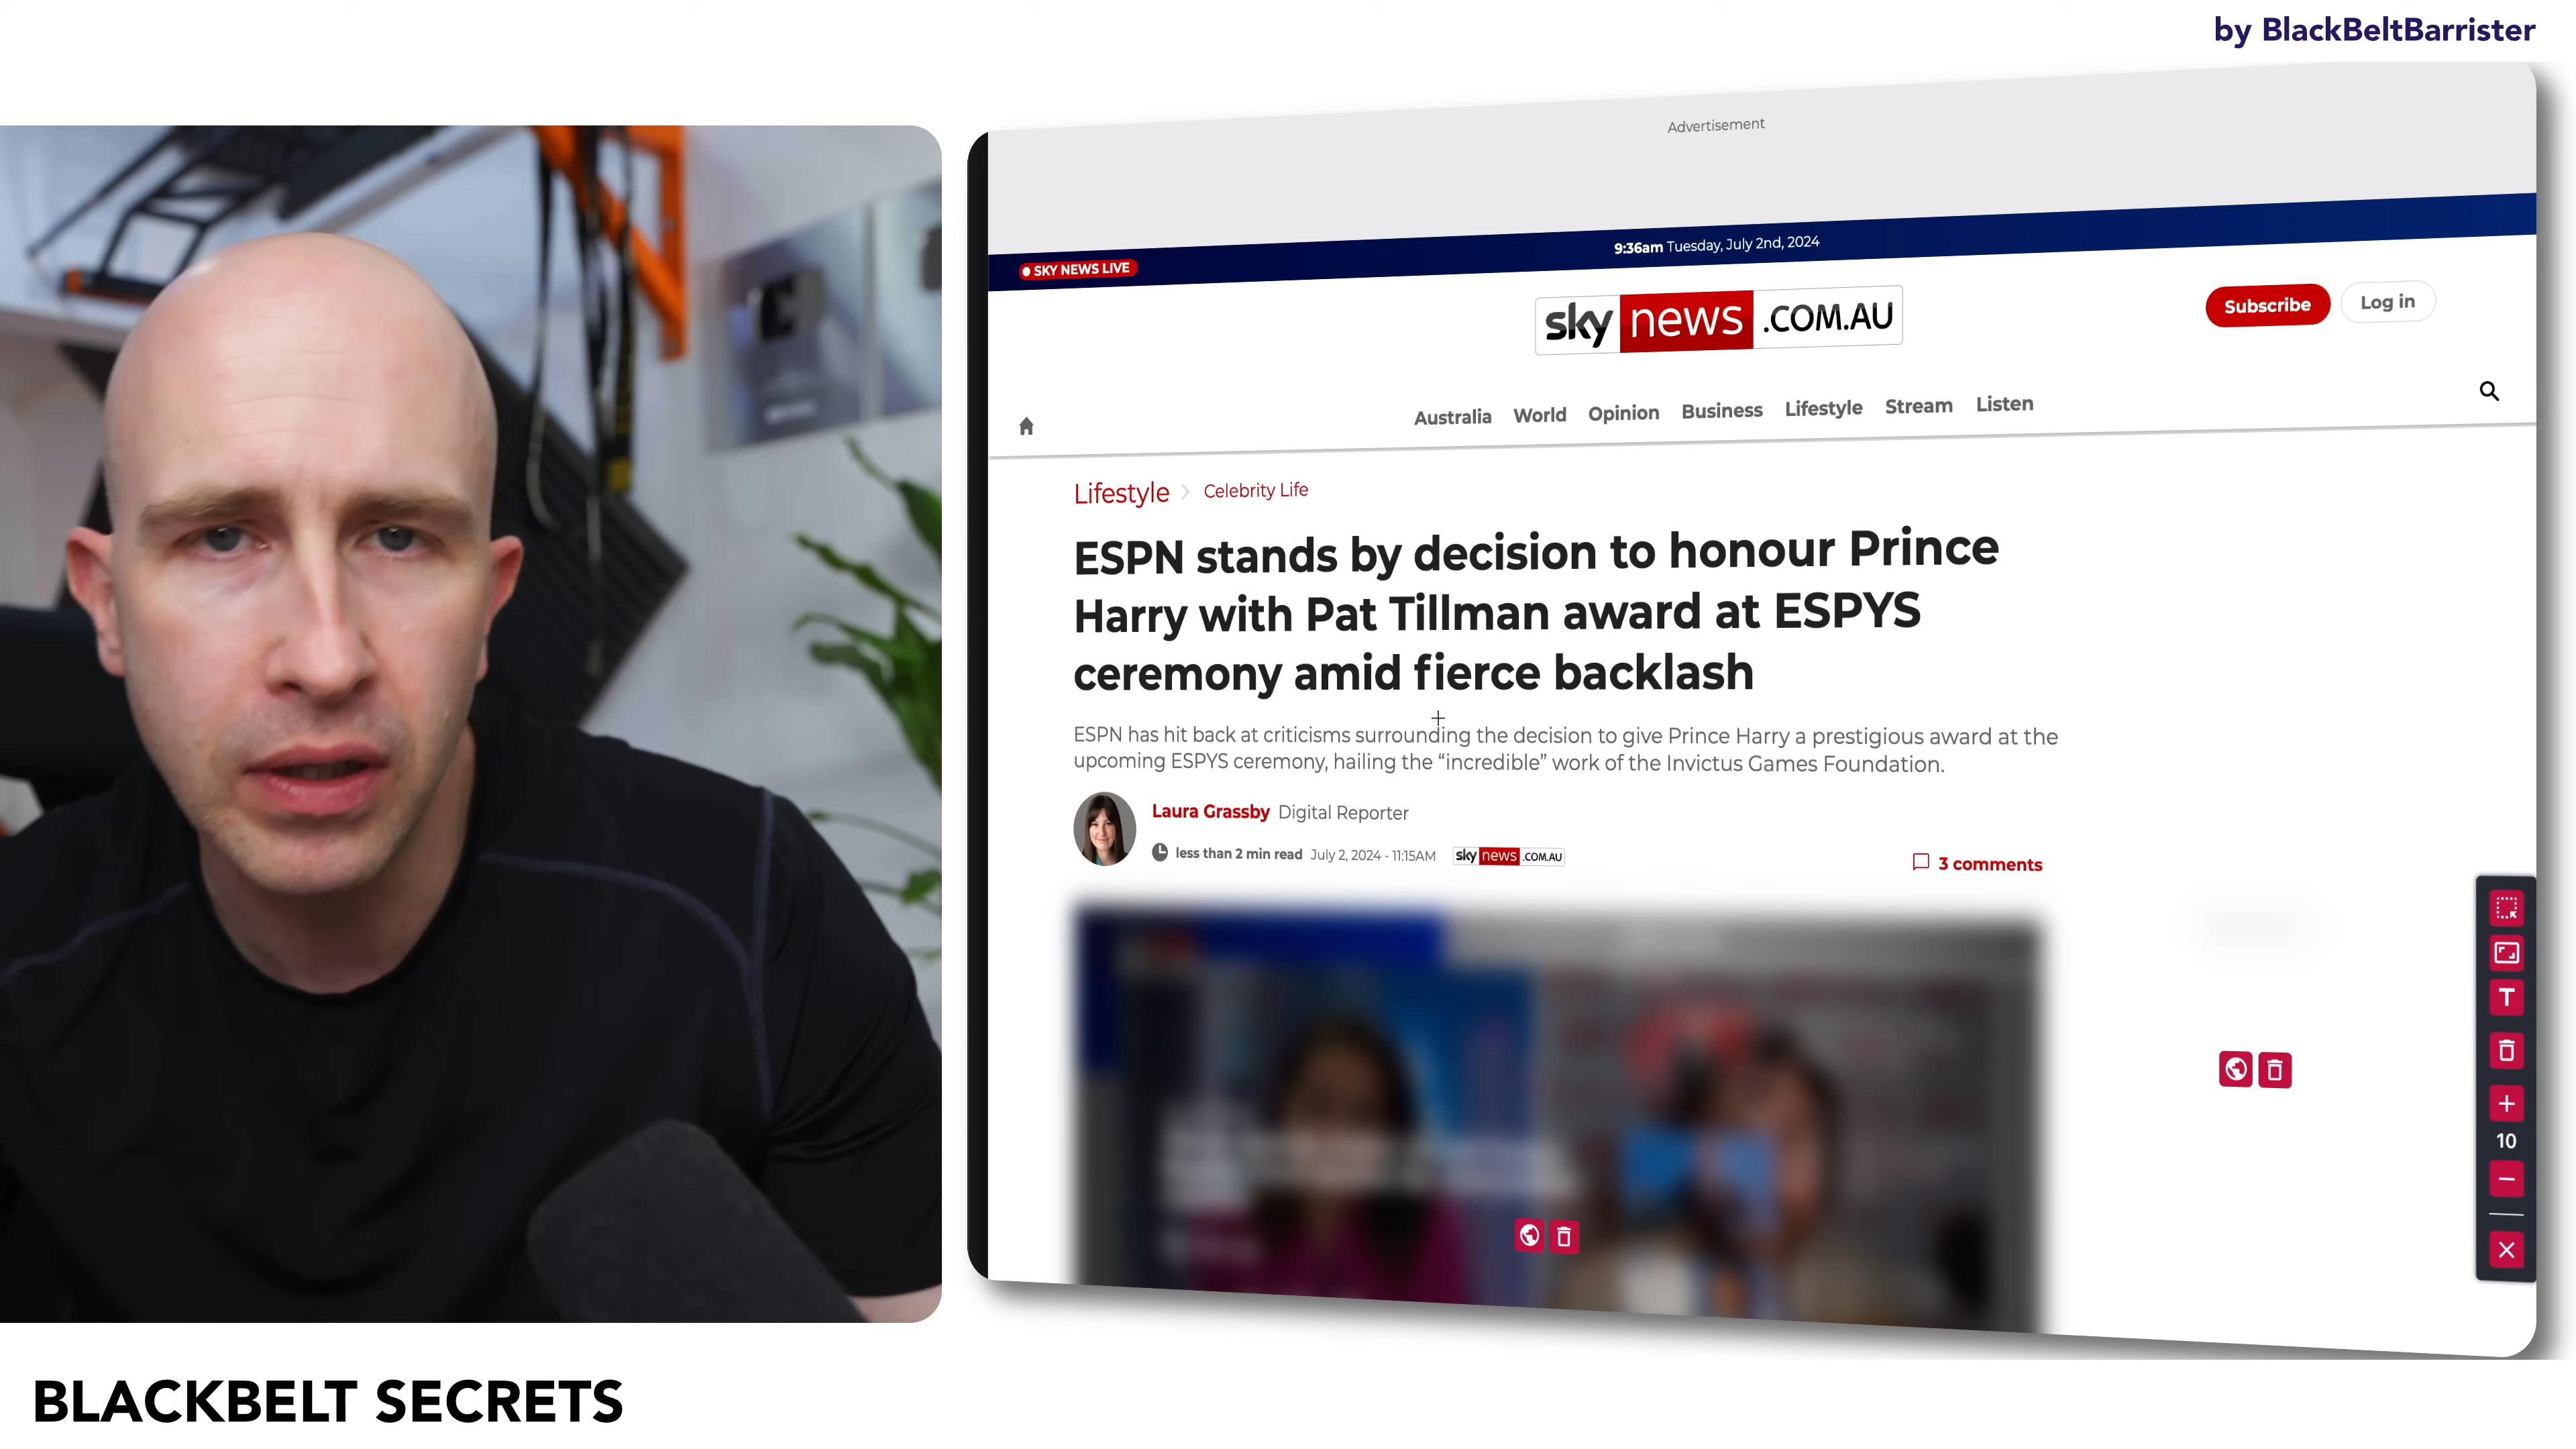 by BlackBeltBarrister
Advertisement
SKY NEWS LIVE
9:36am Tuesday, July 2nd, 2024
sky news .COM.AU
Subscribe
Log in
Australia World Opinion Business Lifestyle Stream Listen
Lifestyle > Celebrity Life
ESPN stands by decision to honour Prince
Harry with Pat Tillman award at ESPYS
ceremony amid fierce backlash
ESPN has hit back at criticisms surrounding the decision to give Prince Harry a prestigious award at the
upcoming ESPYS ceremony, hailing the “incredible” work of the Invictus Games Foundation.
Laura Grassby Digital Reporter
less than 2 min read July 2, 2024 - 11:15AM sky news .COM.AU
3 comments
T
10
BLACKBELT SECRETS